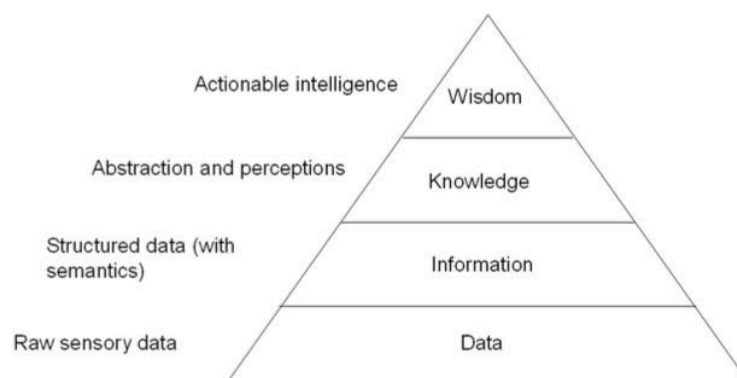 Actionable intelligence
Wisdom
Abstraction and perceptions
Knowledge
Structured data (with
semantics)
Information
Raw sensory data
Data